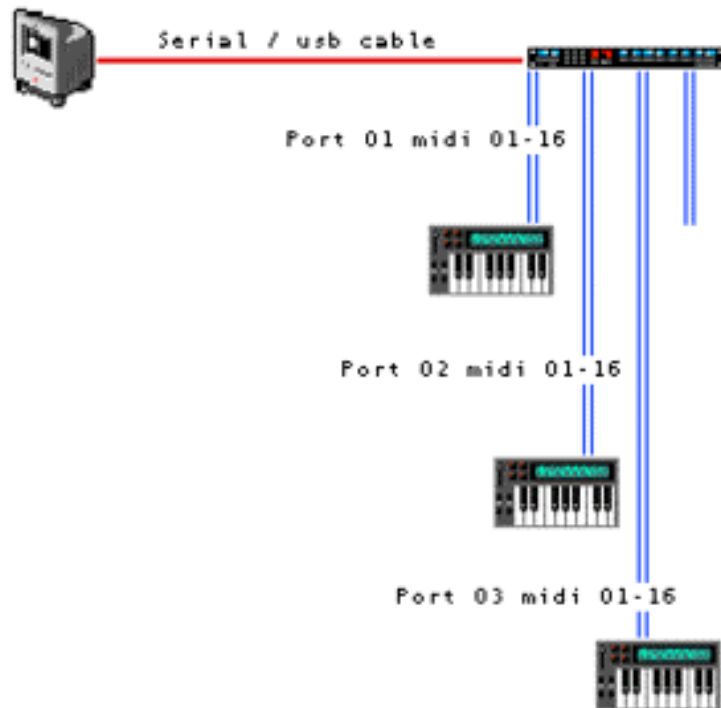 Serial / usb cable
Port 01 midi 01-16
Port 02 midi 01-16
Port 03 midi 01-16